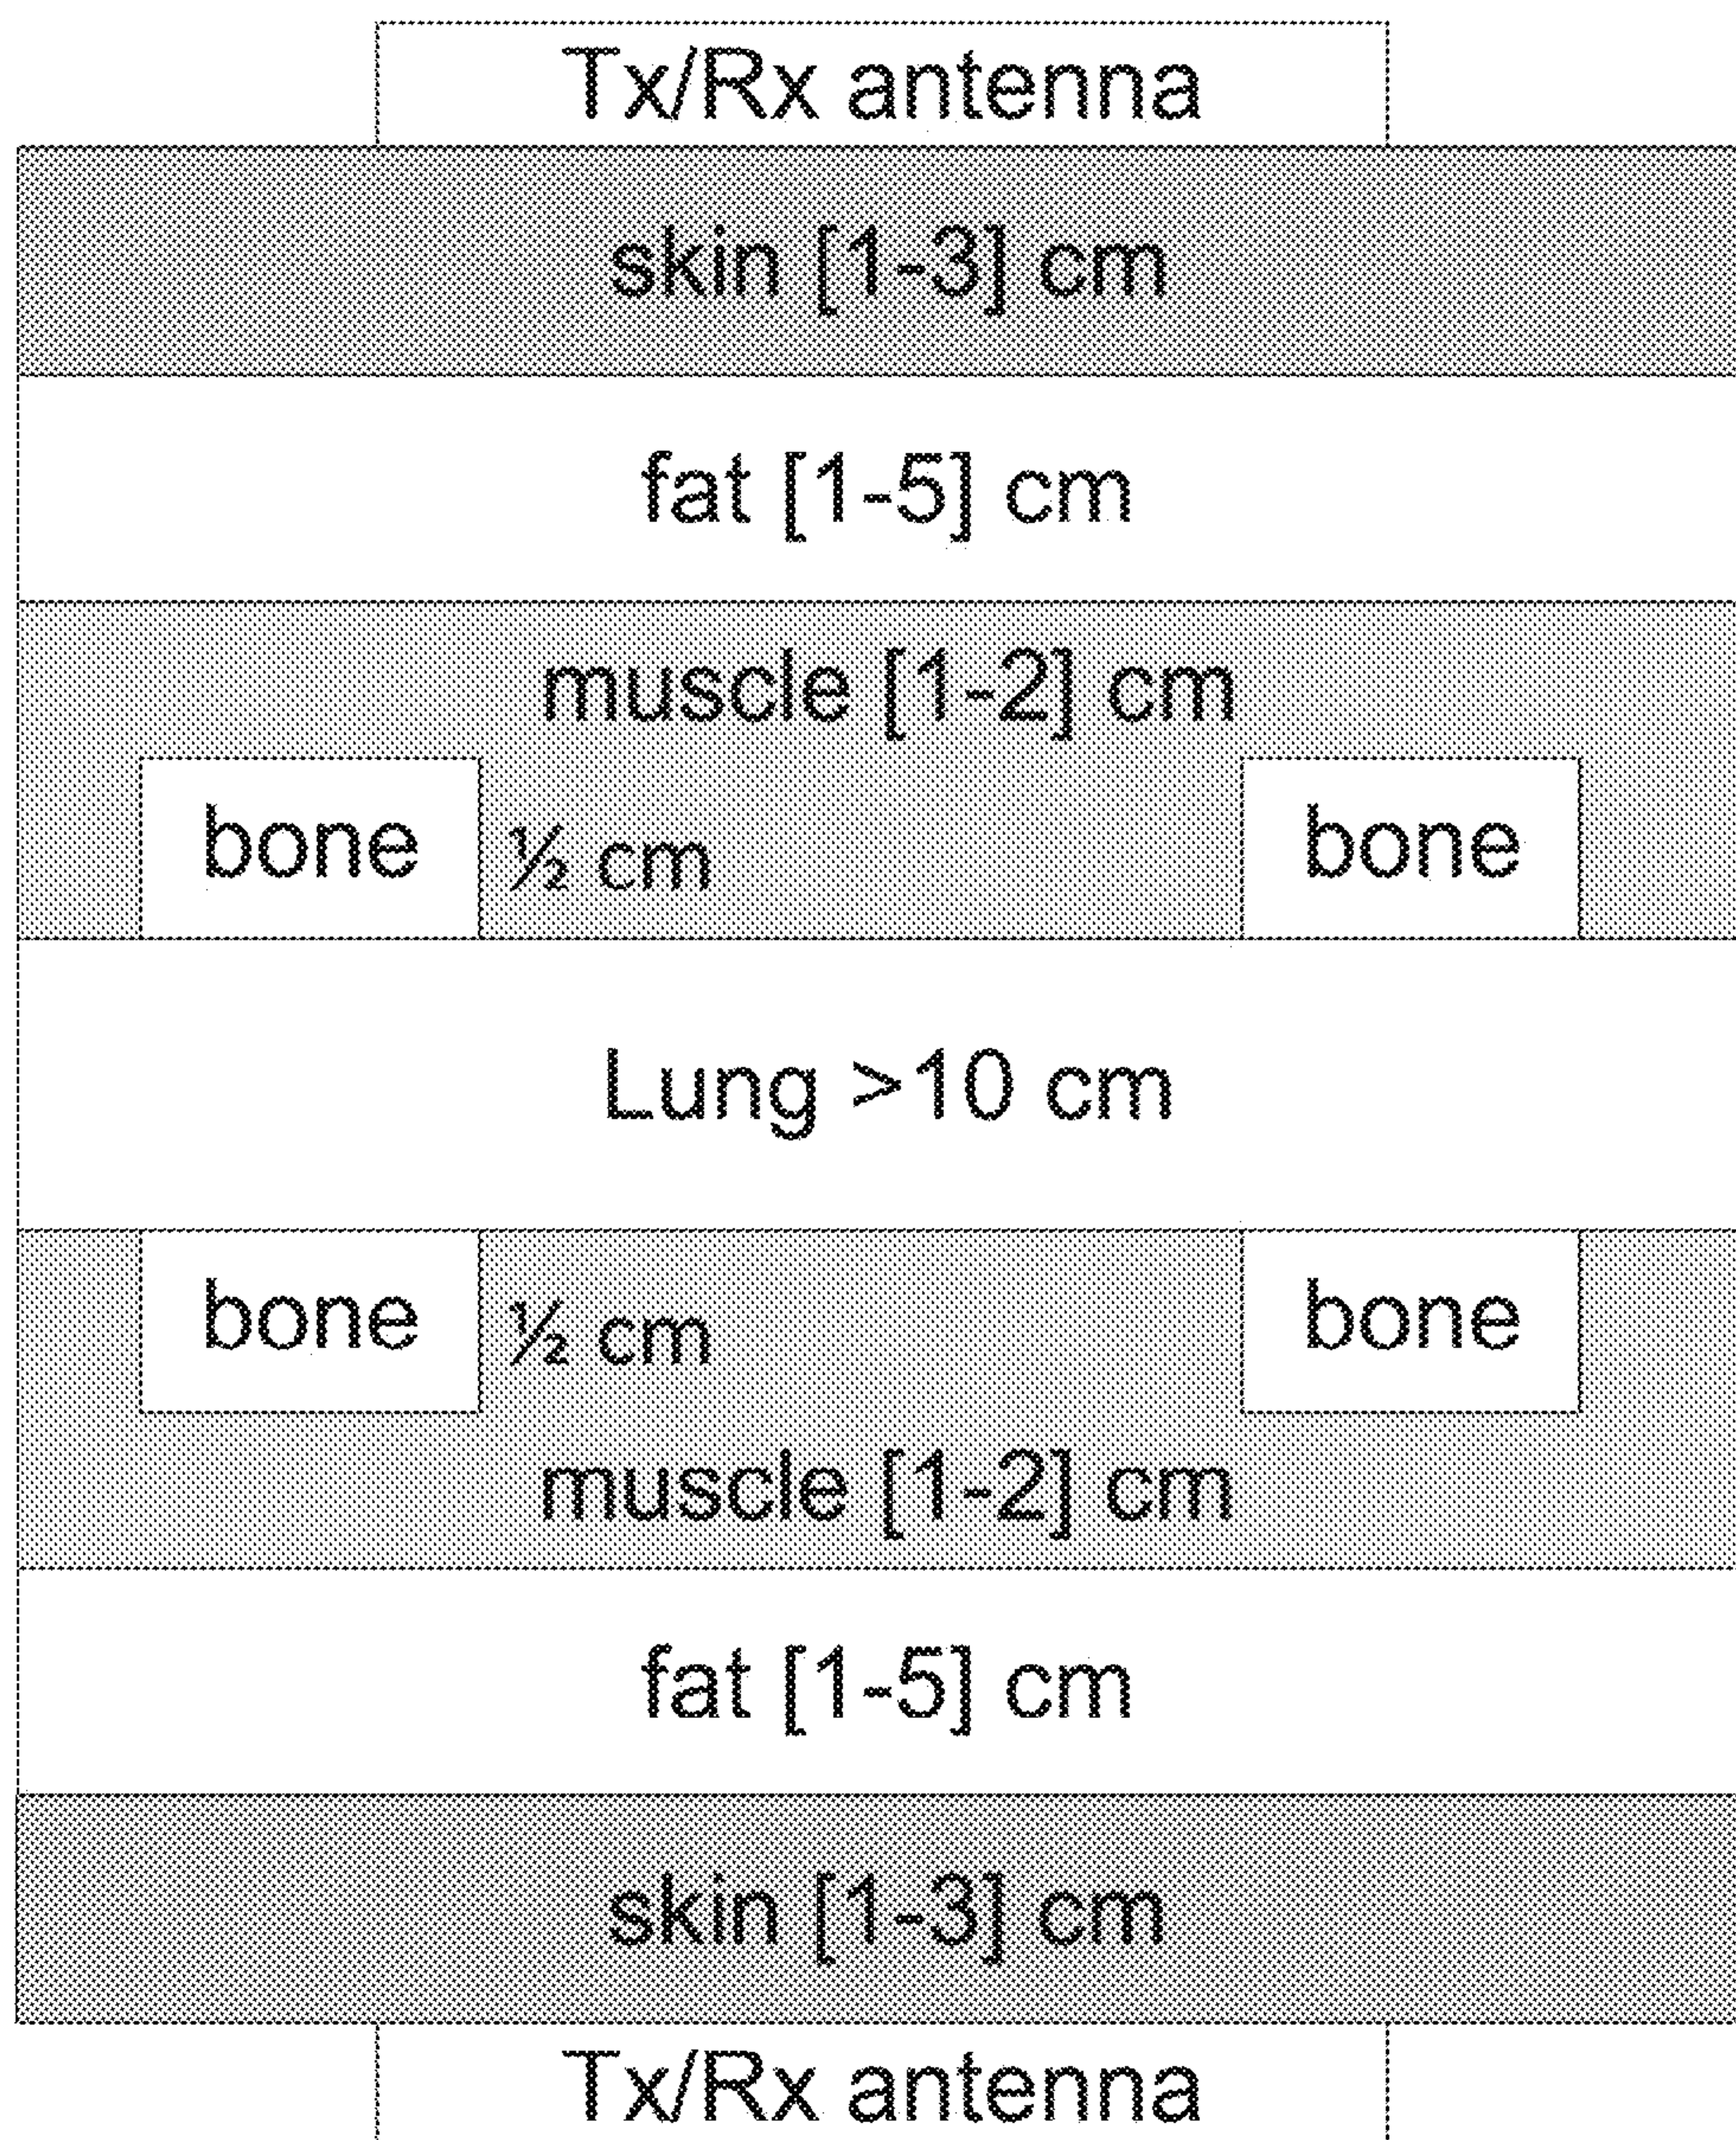 Tx/Rx antenna
skin [1-3] cm
fat [1-5] cm
muscle [1-2] cm
bone ½ cm bone
Lung >10 cm
bone ½ cm bone
muscle [1-2] cm
fat [1-5] cm
skin [1-3] cm
Tx/Rx antenna